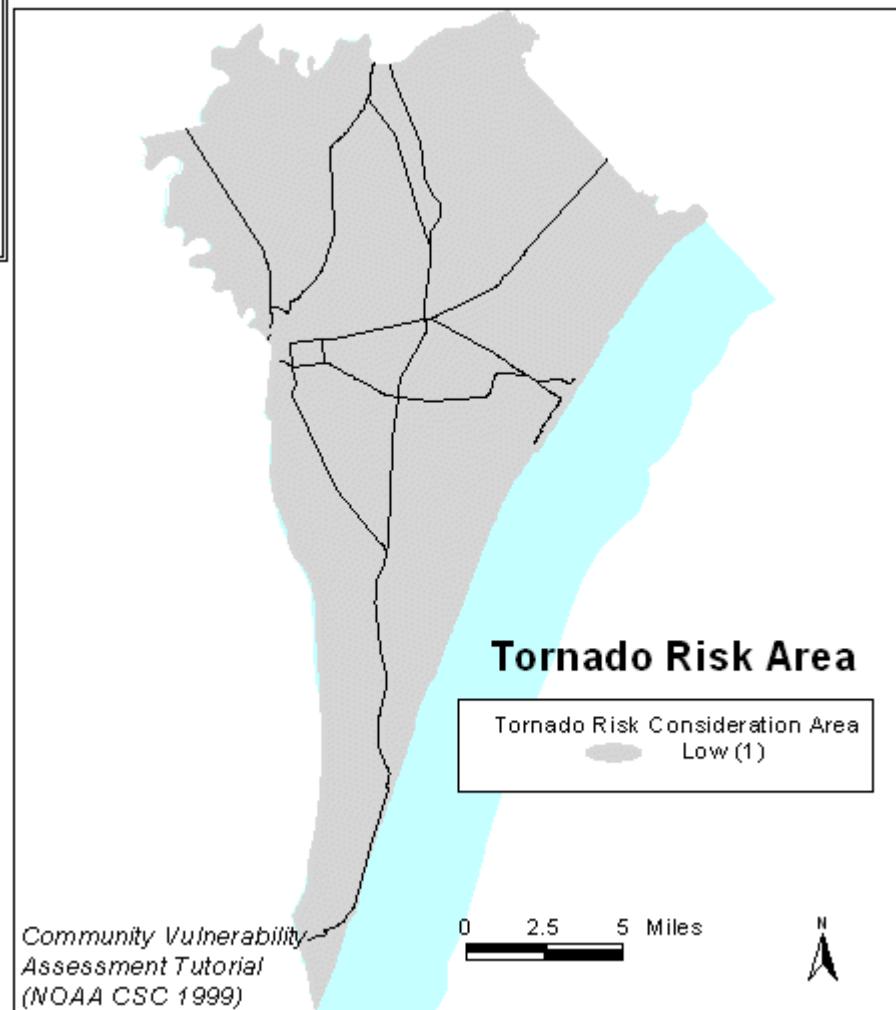 Tornado Risk Area
Tornado Risk Consideration Area
Low (1)
0 2.5 5 Miles
N
Community Vulnerability
Assessment Tutorial
(NOAA CSC 1999)